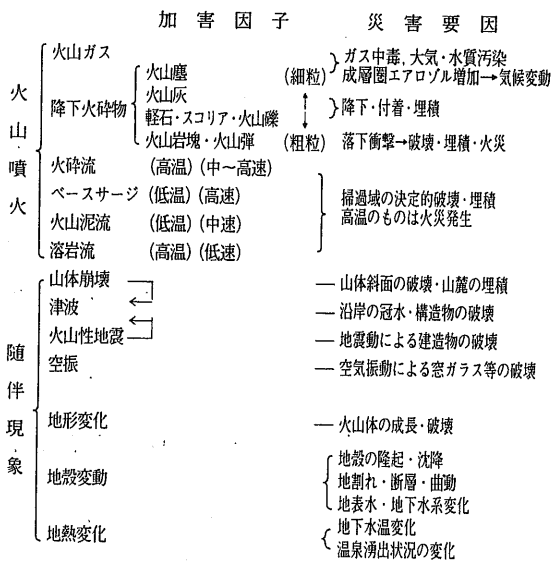 加害因子 災害要因
火山噴火
火山ガス
ガス中毒,大気・水質汚染
火山塵 (細粒) 成層圏エアロゾル増加→気候変動
火山灰
降下火砕物 降下・付着・埋積
軽石・スコリア・火山礫
火山岩塊・火山弾 (粗粒) 落下衝撃→破壊・埋積・火災
火砕流 (高温)(中～高速)
ベースサージ (低温)(高速) 掃過域の決定的破壊・埋積
火山泥流 (低温)(中速) 高温のものは火災発生
溶岩流 (高温)(低速)
随伴現象
山体崩壊 ―山体斜面の破壊・山麓の埋積
津波 ―沿岸の冠水・構造物の破壊
火山性地震 ―地震動による建造物の破壊
空振 ―空気振動による窓ガラス等の破壊
地形変化 ―火山体の成長・破壊
地殻の隆起・沈降
地殻変動 地割れ・断層・曲動
地表水・地下水系変化
地熱変化 地下水温変化
温泉湧出状況の変化